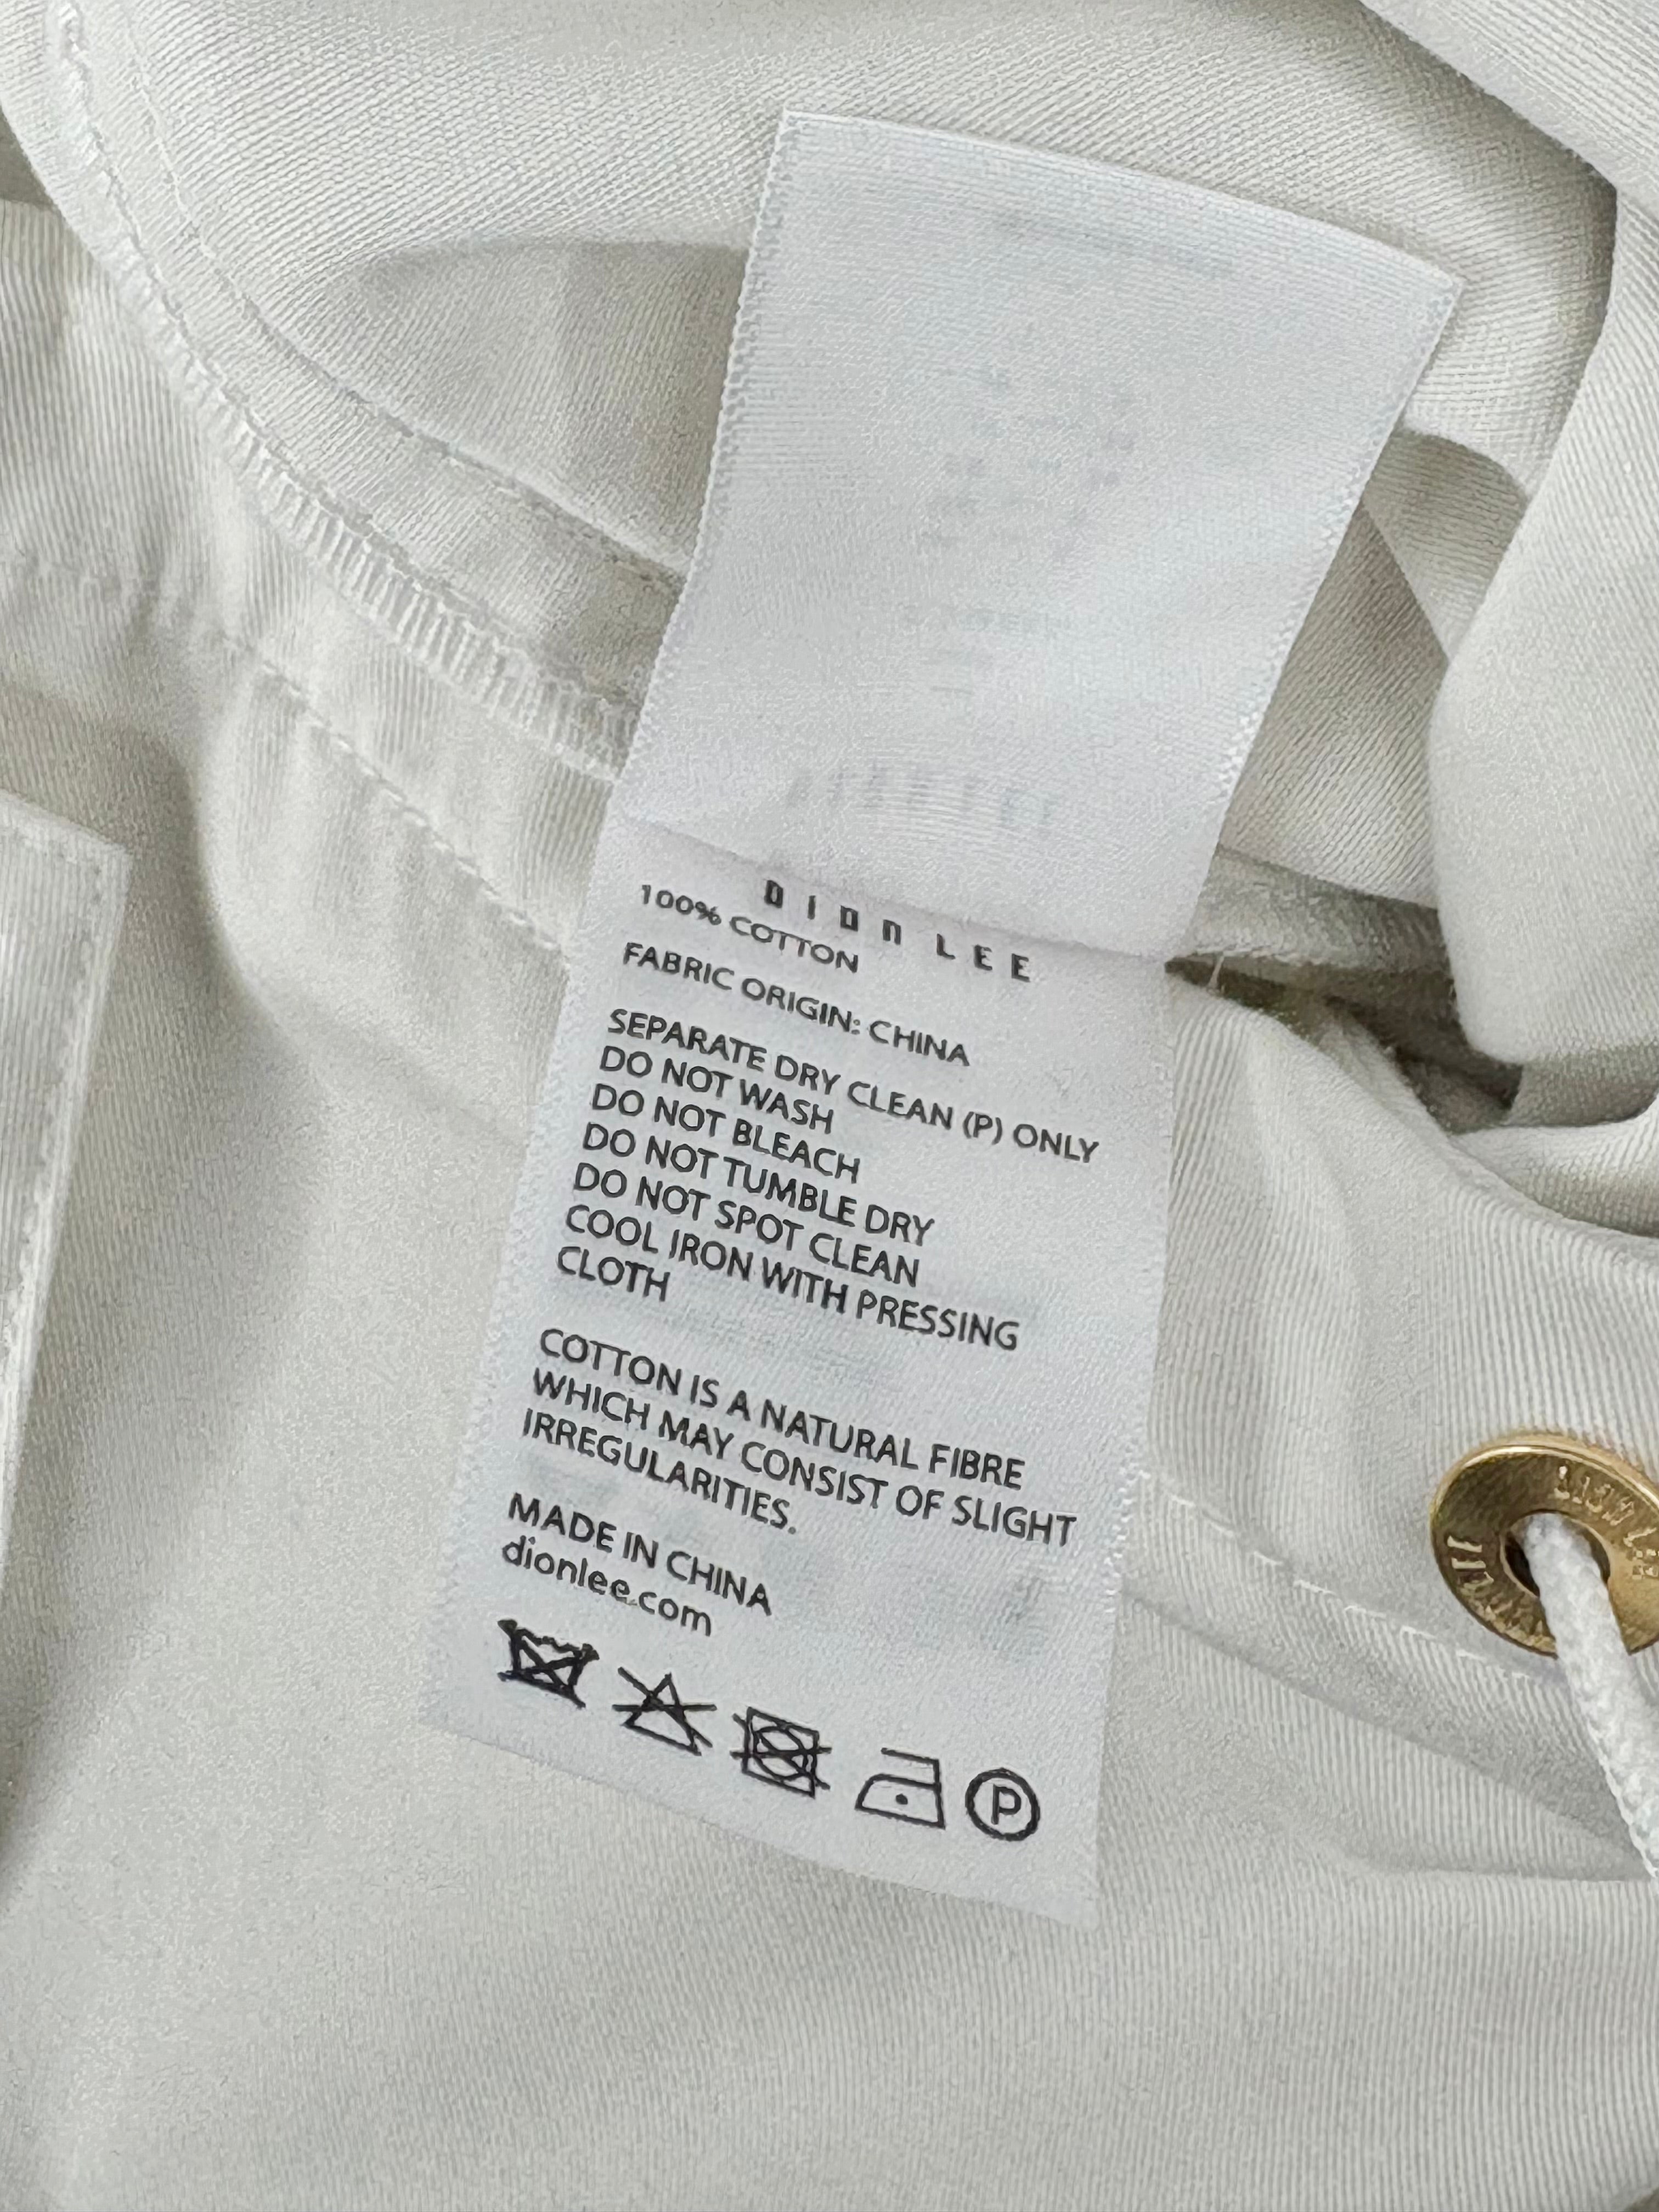 DION LEE
100% COTTON
FABRIC ORIGIN: CHINA
SEPARATE DRY CLEAN (P) ONLY
DO NOT WASH
DO NOT BLEACH
DO NOT TUMBLE DRY
DO NOT SPOT CLEAN
COOL IRON WITH PRESSING
CLOTH
COTTON IS A NATURAL FIBRE
WHICH MAY CONSIST OF SLIGHT
IRREGULARITIES.
MADE IN CHINA
dionlee.com
P